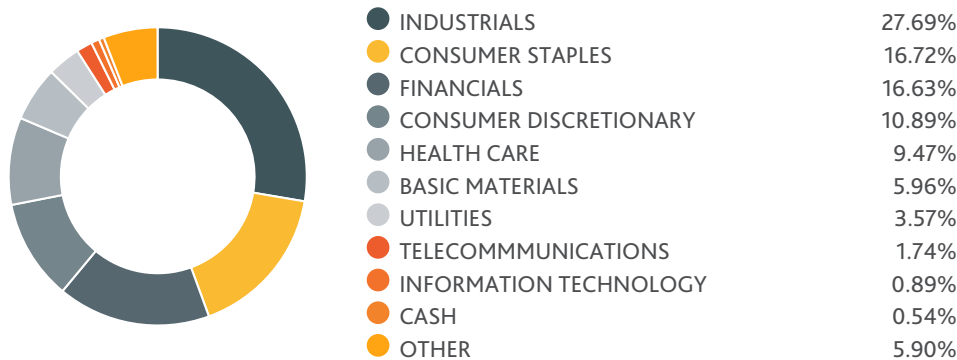 INDUSTRIALS 27.69%
CONSUMER STAPLES 16.72%
FINANCIALS 16.63%
CONSUMER DISCRETIONARY 10.89%
HEALTH CARE 9.47%
BASIC MATERIALS 5.96%
UTILITIES 3.57%
TELECOMMMUNICATIONS 1.74%
INFORMATION TECHNOLOGY 0.89%
CASH 0.54%
OTHER 5.90%